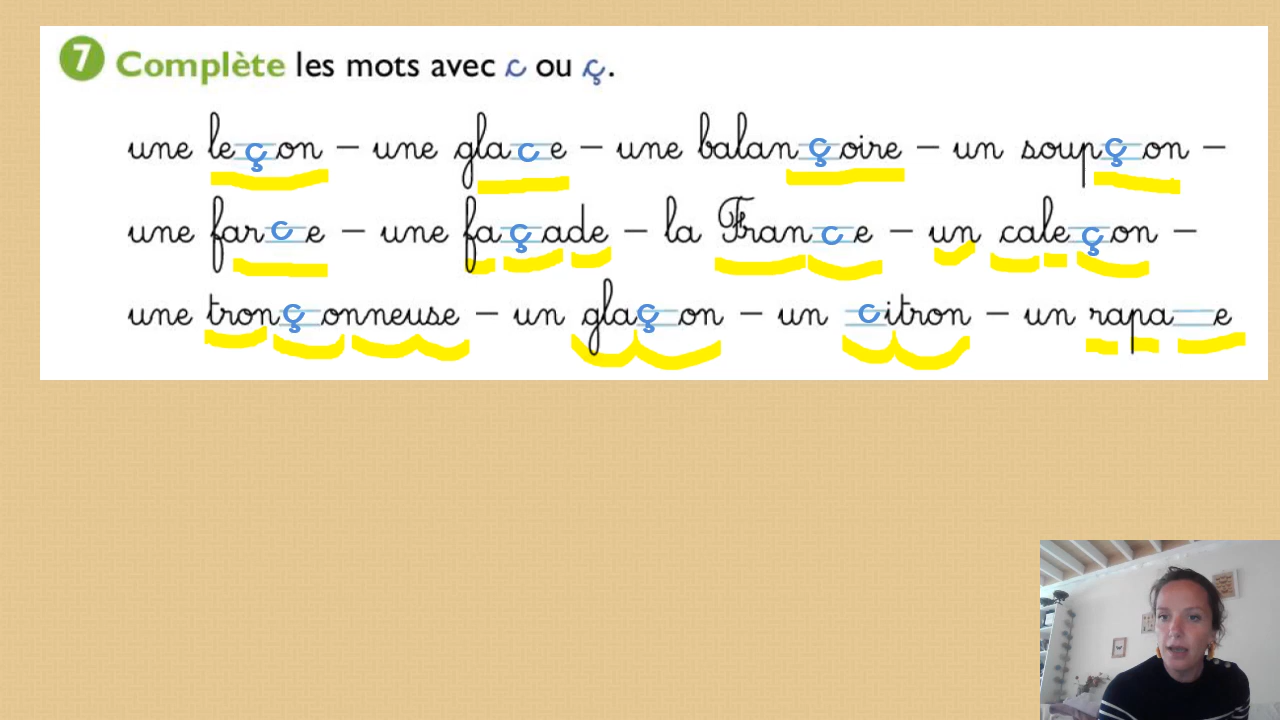 7 Complète les mots avec c ou ç.
une leçon – une glace – une balançoire – un soupçon –
une farce – une façade – la France – un caleçon –
une tronçonneuse – un glaçon – un citron – un rapa__e